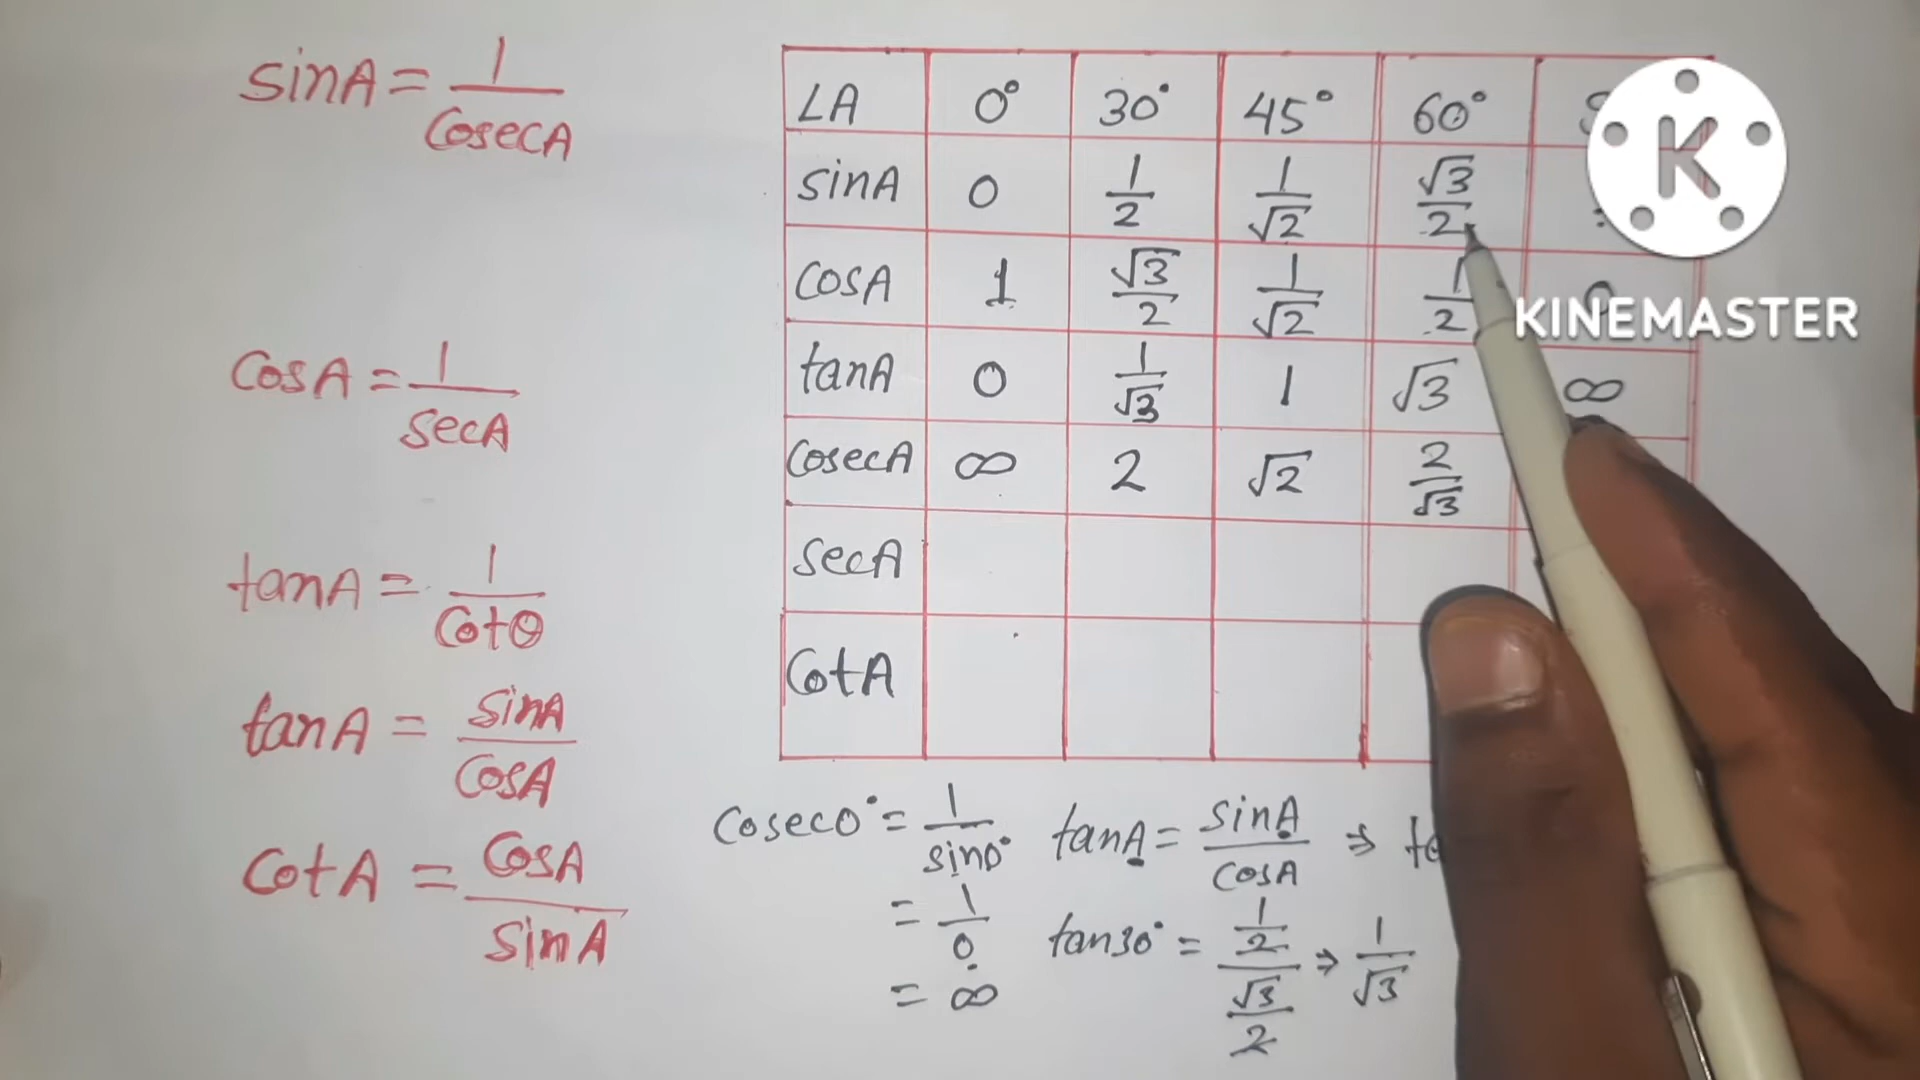 sinA = 1/CosecA
CosA = 1/secA
tanA = 1/Cotθ
tanA = sinA/CosA
CotA = CosA/sinA
∠A 0° 30° 45° 60°
sinA 0 1/2 1/√2 √3/2
CosA 1 √3/2 1/√2 1/2
tanA 0 1/√3 1 √3 ∞
CosecA ∞ 2 √2 2/√3
SecA
CotA
Cosec0° = 1/sin0°
= 1/0
= ∞
tanA = sinA/CosA ⇒
tan30° = 1/2/√3/2 ⇒ 1/√3
K
KINEMASTER